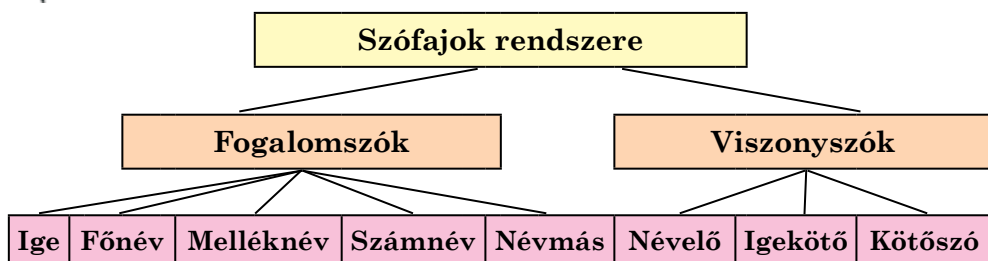 Szófajok rendszere
Fogalomszók Viszonyszók
Ige Főnév Melléknév Számnév Névmás Névelő Igekötő Kötőszó